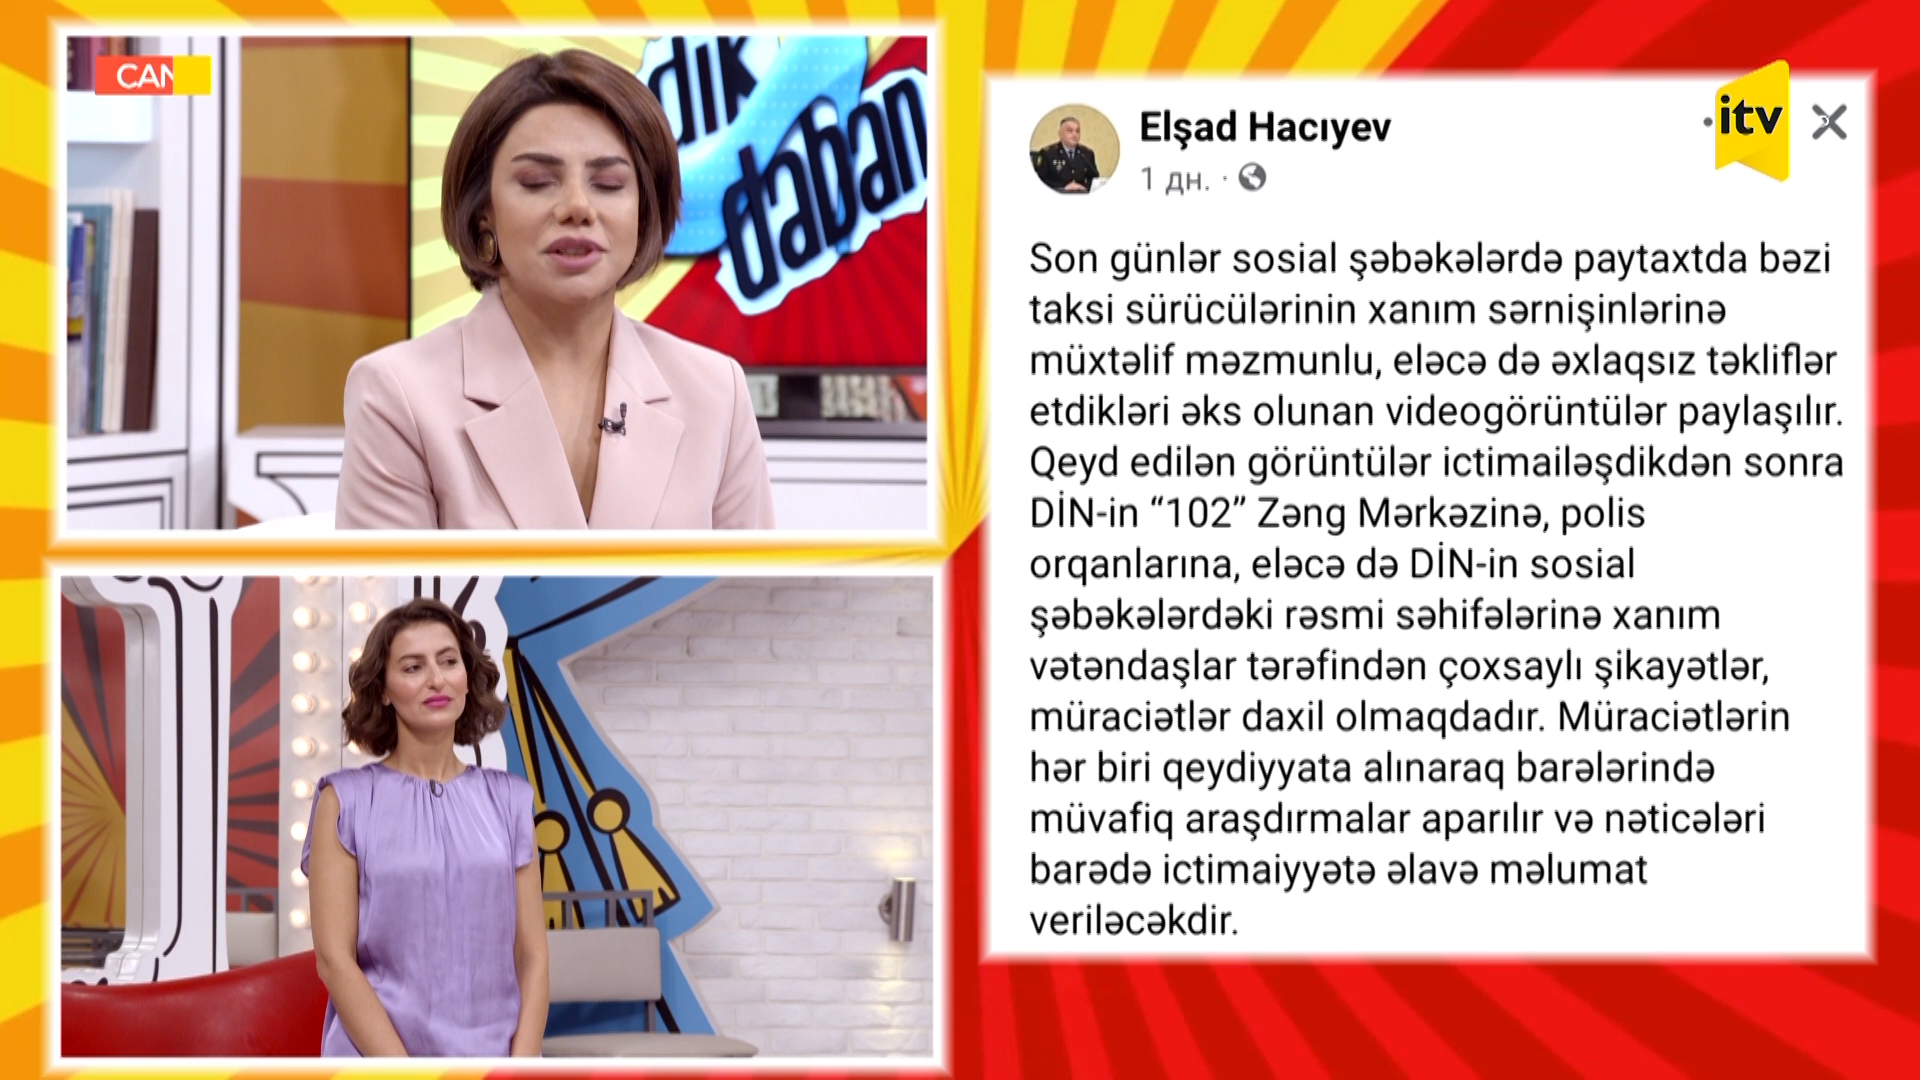 CAN
dik
daban
itv
Elşad Hacıyev
1 дн.
Son günlər sosial şəbəkələrdə paytaxtda bəzi
taksi sürücülərinin xanım sərnişinlərinə
müxtəlif məzmunlu, eləcə də əxlaqsız təkliflər
etdikləri əks olunan videogörüntülər paylaşılır.
Qeyd edilən görüntülər ictimailəşdikdən sonra
DİN-in “102” Zəng Mərkəzinə, polis
orqanlarına, eləcə də DİN-in sosial
şəbəkələrdəki rəsmi səhifələrinə xanım
vətəndaşlar tərəfindən çoxsaylı şikayətlər,
müraciətlər daxil olmaqdadır. Müraciətlərin
hər biri qeydiyyata alınaraq barələrində
müvafiq araşdırmalar aparılır və nəticələri
barədə ictimaiyyətə əlavə məlumat
veriləcəkdir.